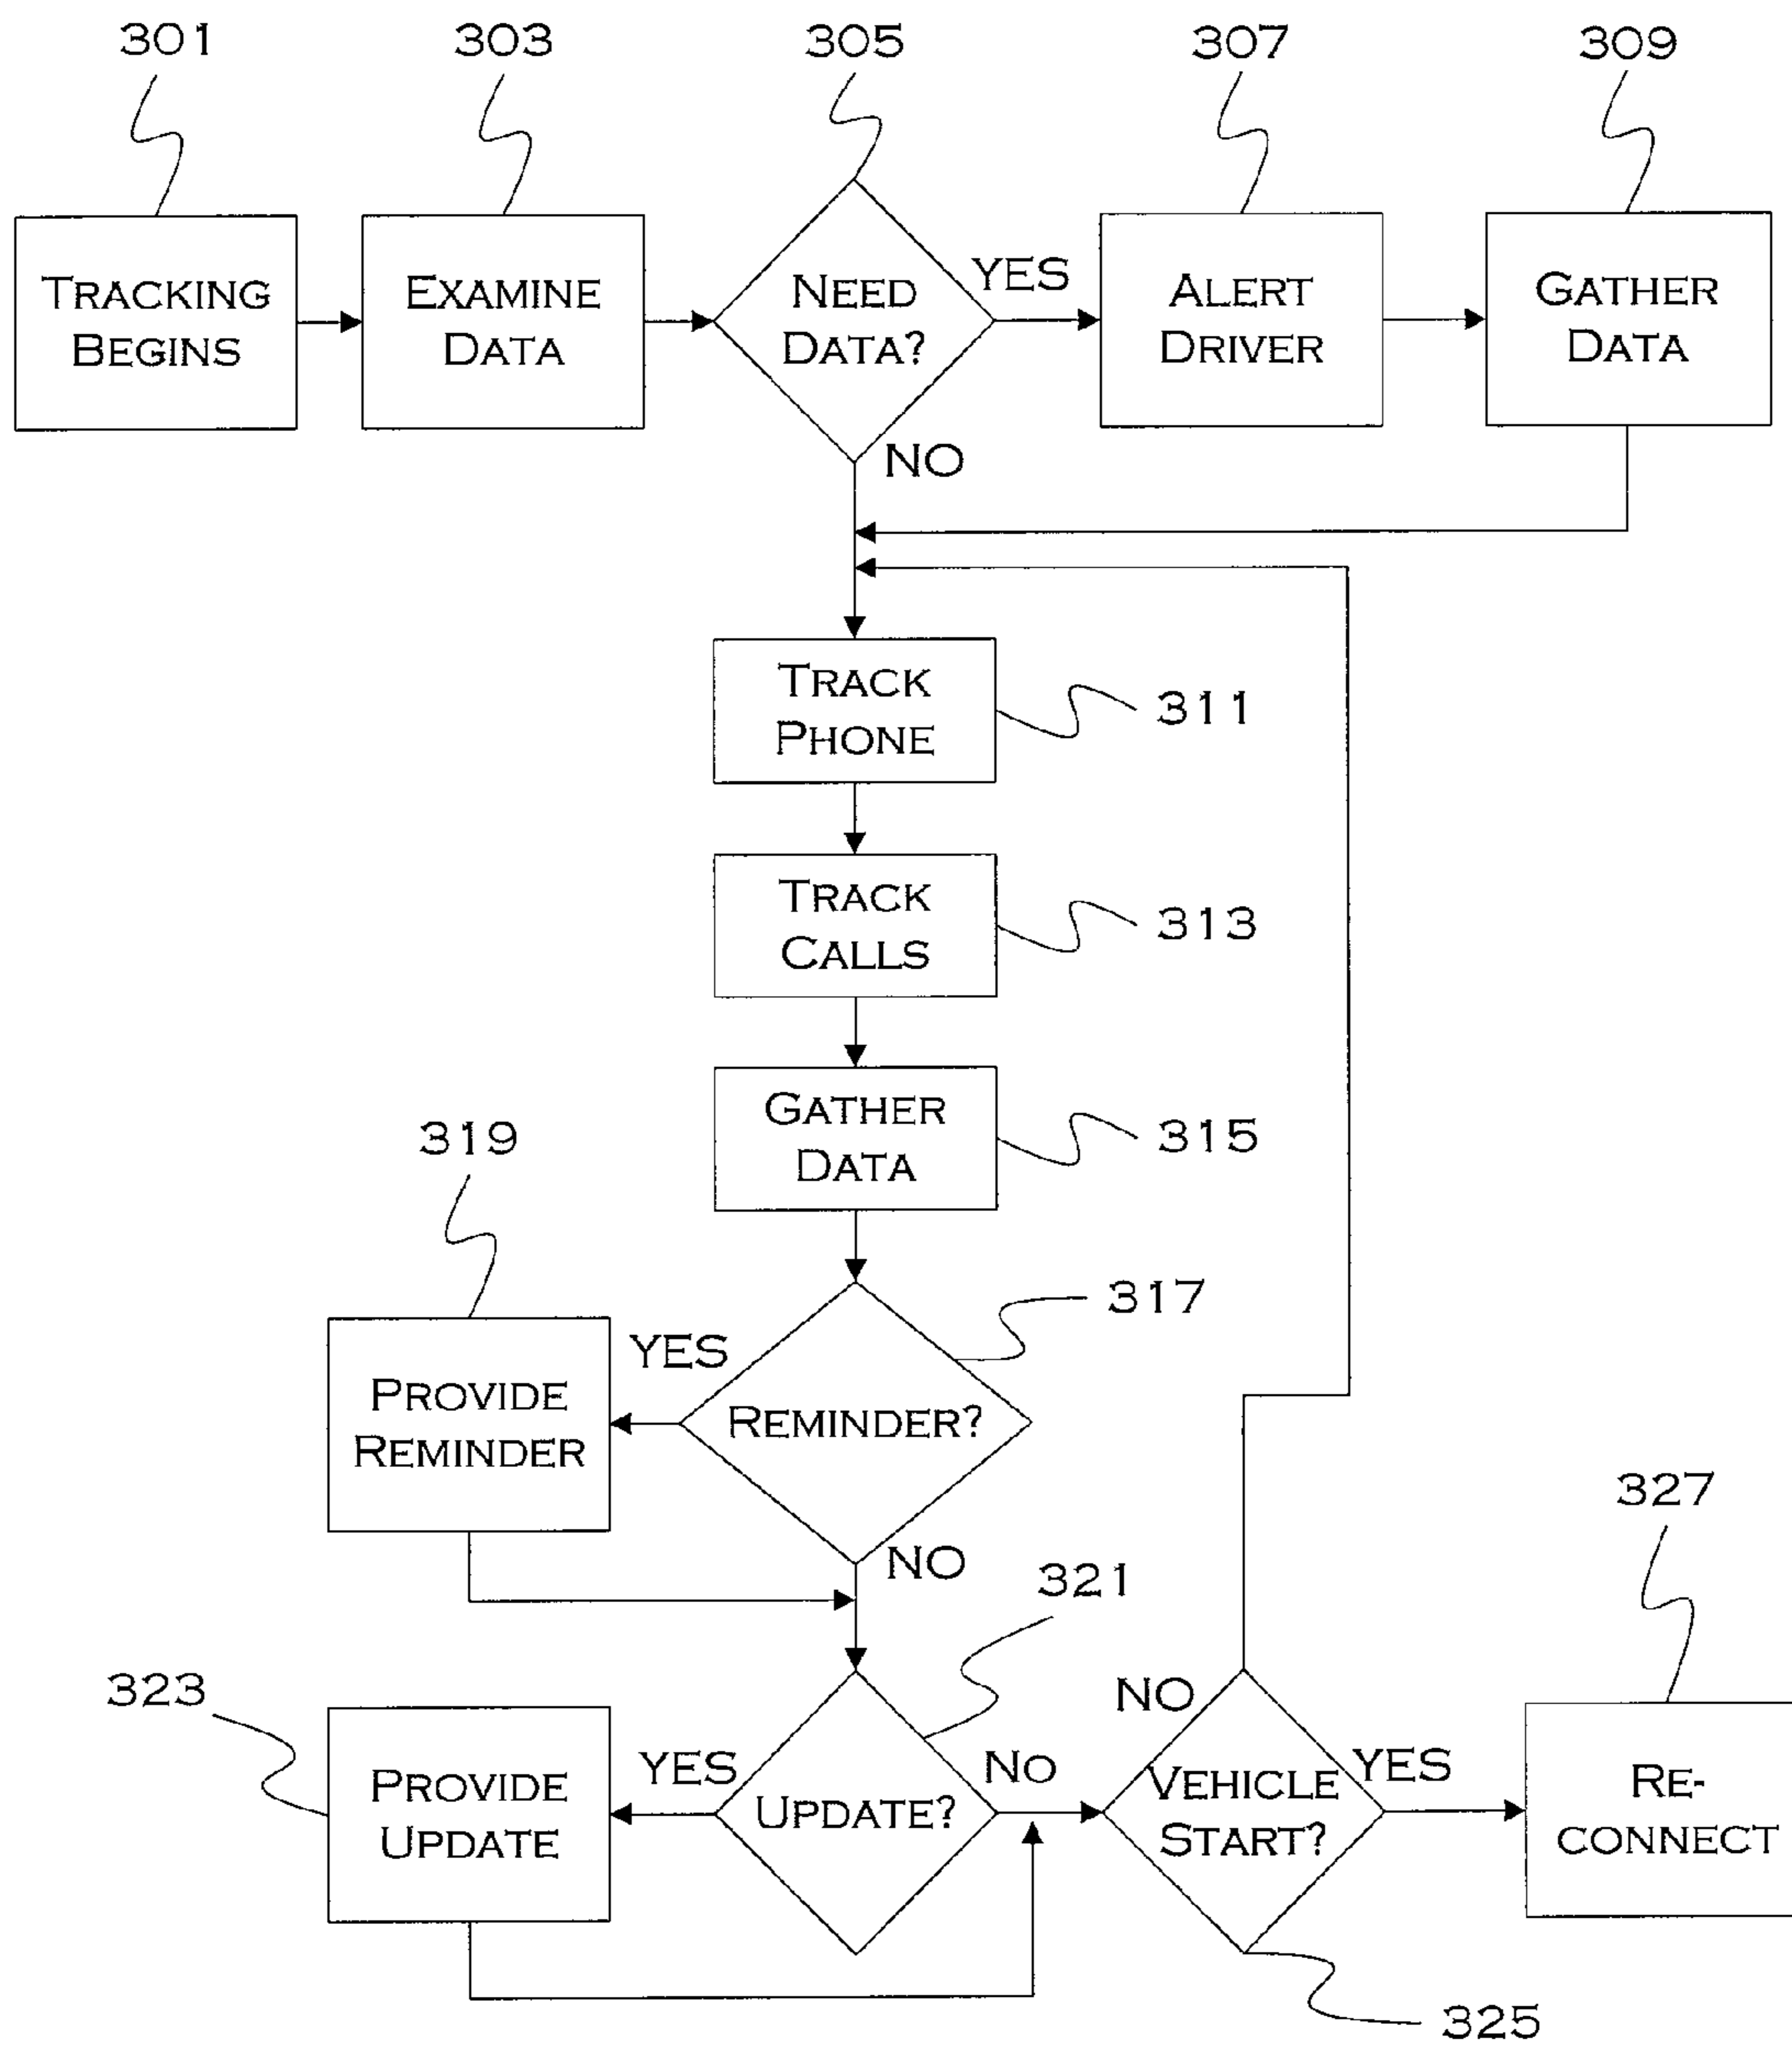 301
303
305
307
309
TRACKING
BEGINS
EXAMINE
DATA
NEED
DATA?
YES
ALERT
DRIVER
GATHER
DATA
NO
TRACK
PHONE
311
TRACK
CALLS
313
GATHER
DATA
315
319
317
YES
PROVIDE
REMINDER
REMINDER?
NO
321
327
323
NO
YES
PROVIDE
UPDATE
UPDATE?
NO
VEHICLE
START?
YES
RE-
CONNECT
325